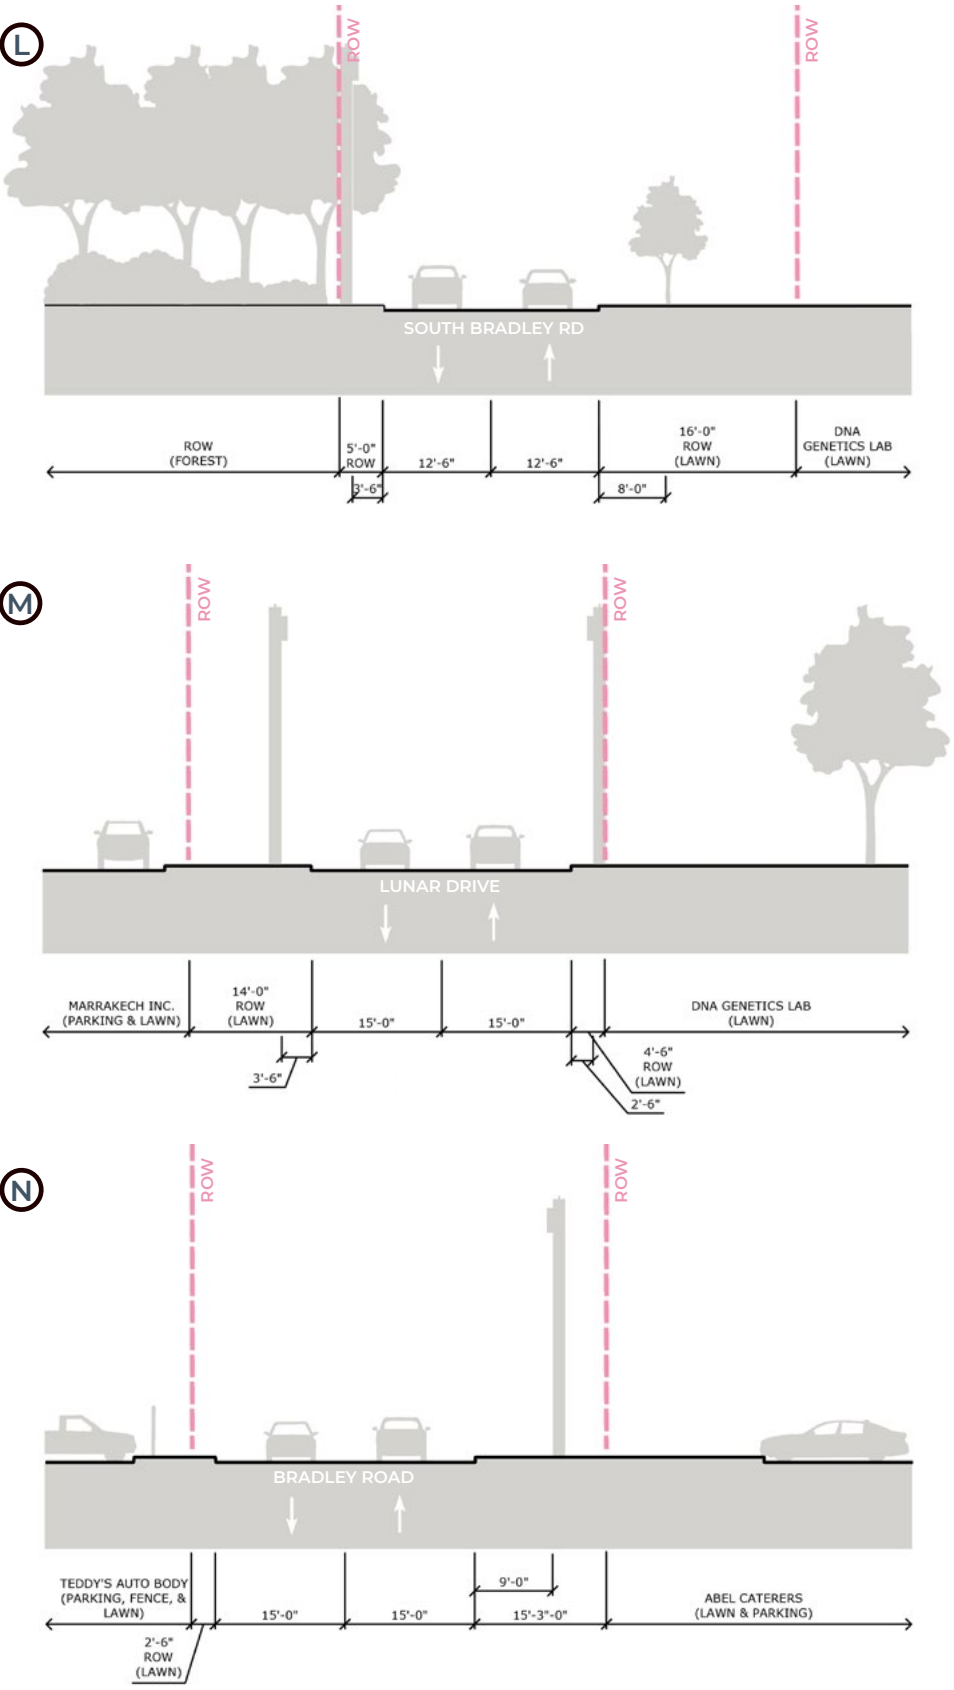 L
ROW
ROW
SOUTH BRADLEY RD
ROW
(FOREST)
5'-0"
ROW
3'-6"
12'-6"
12'-6"
16'-0"
ROW
(LAWN)
8'-0"
DNA
GENETICS LAB
(LAWN)
M
ROW
ROW
LUNAR DRIVE
MARRAKECH INC.
(PARKING & LAWN)
14'-0"
ROW
(LAWN)
3'-6"
15'-0"
15'-0"
4'-6"
ROW
(LAWN)
2'-6"
DNA GENETICS LAB
(LAWN)
N
ROW
ROW
BRADLEY ROAD
TEDDY'S AUTO BODY
(PARKING, FENCE, &
LAWN)
2'-6"
ROW
(LAWN)
15'-0"
15'-0"
9'-0"
15'-3"-0"
ABEL CATERERS
(LAWN & PARKING)